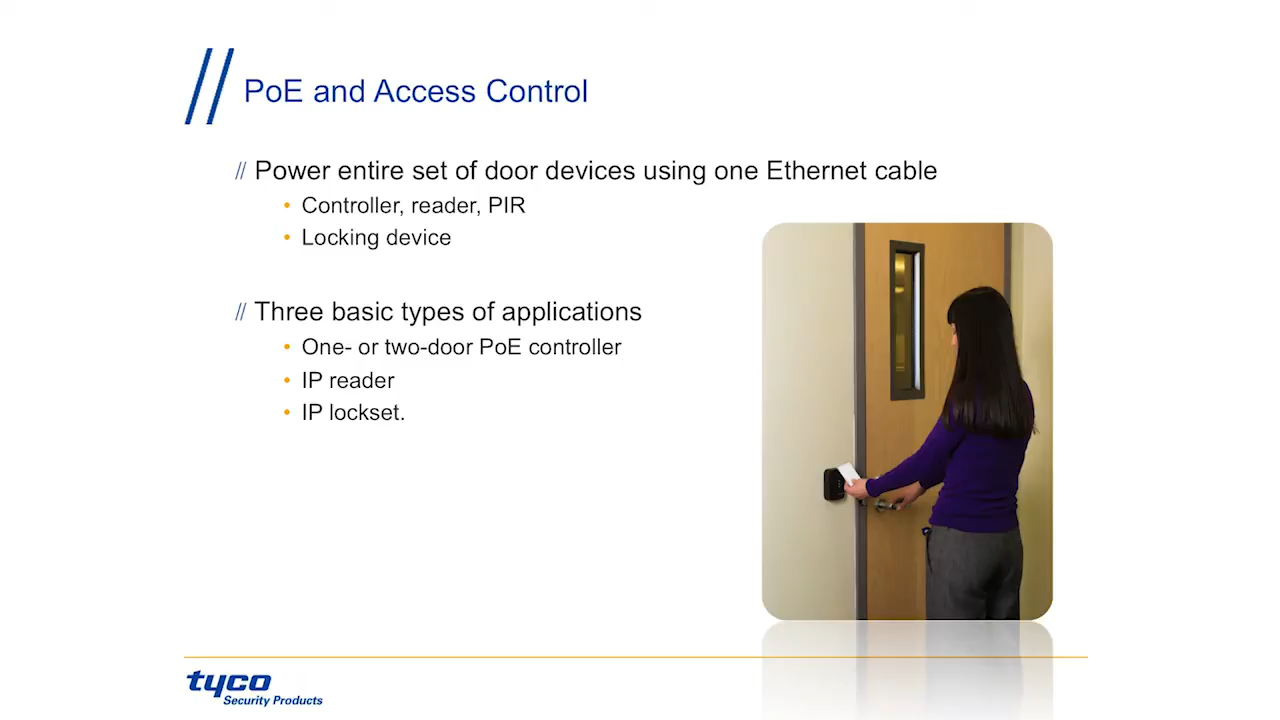 PoE and Access Control
// Power entire set of door devices using one Ethernet cable
• Controller, reader, PIR
• Locking device
// Three basic types of applications
• One- or two-door PoE controller
• IP reader
• IP lockset.
tyco
Security Products